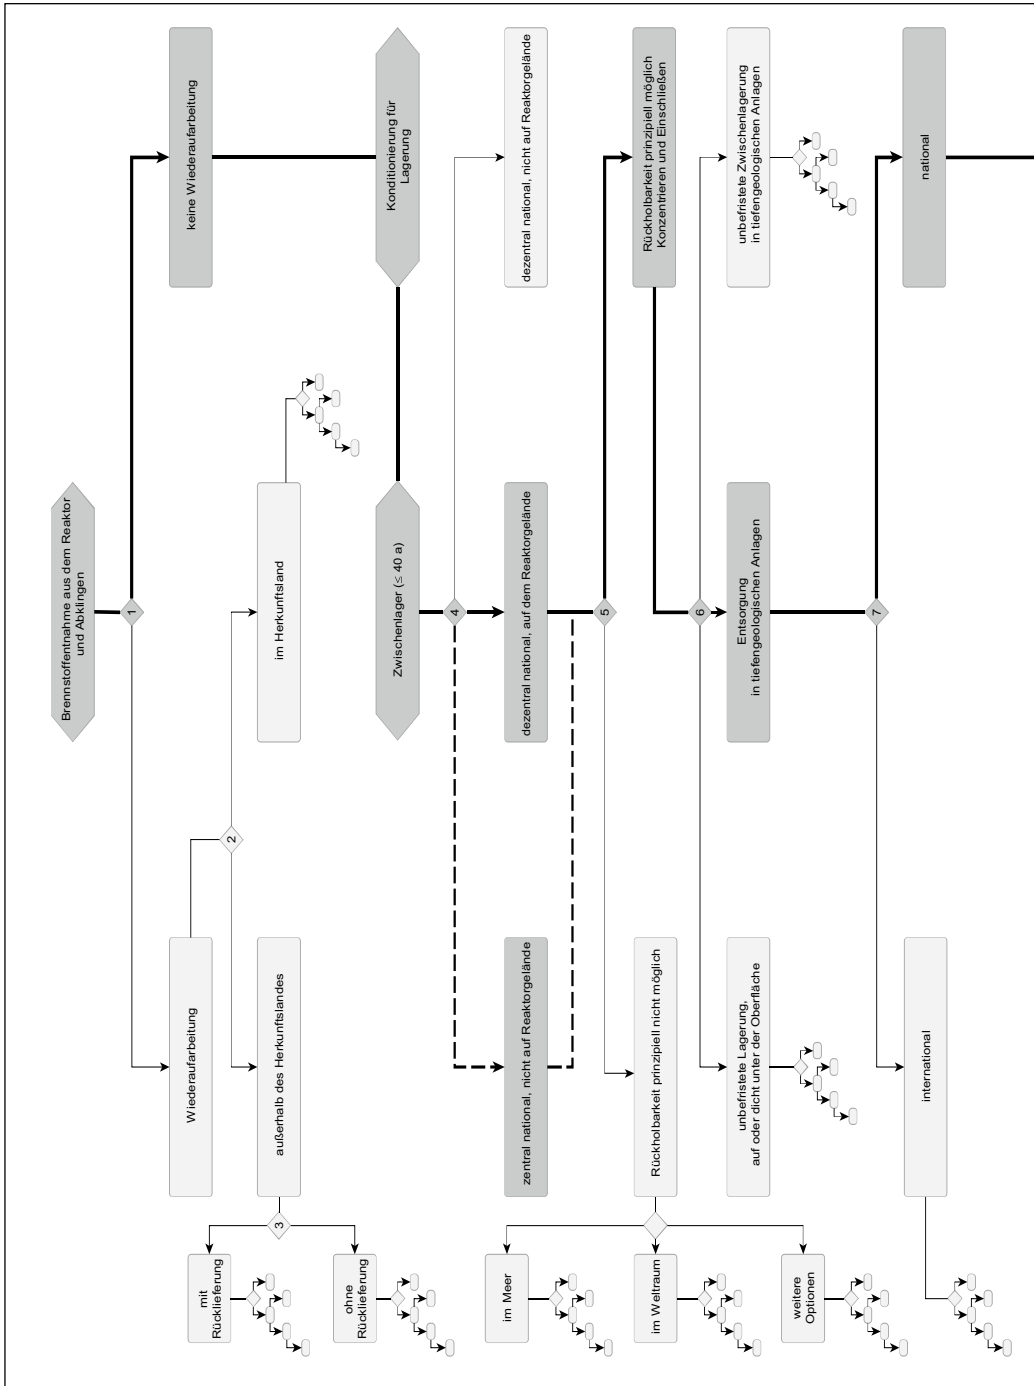 Brennstoffentnahme aus dem Reaktor
und Abklingen
1
Wiederaufarbeitung
keine Wiederaufarbeitung
2
außerhalb des Herkunftslandes
im Herkunftsland
3
mit
Rücklieferung
ohne
Rücklieferung
Konditionierung für
Lagerung
Zwischenlager (≤ 40 a)
4
zentral national, nicht auf Reaktorgelände
dezentral national, auf dem Reaktorgelände
dezentral national, nicht auf Reaktorgelände
5
Rückholbarkeit prinzipiell nicht möglich
Rückholbarkeit prinzipiell möglich
Konzentrieren und Einschließen
im Meer
im Weltraum
weitere
Optionen
6
unbefristete Lagerung,
auf oder dicht unter der Oberfläche
Entsorgung
in tiefengeologischen Anlagen
unbefristete Zwischenlagerung
in tiefengeologischen Anlagen
7
international
national